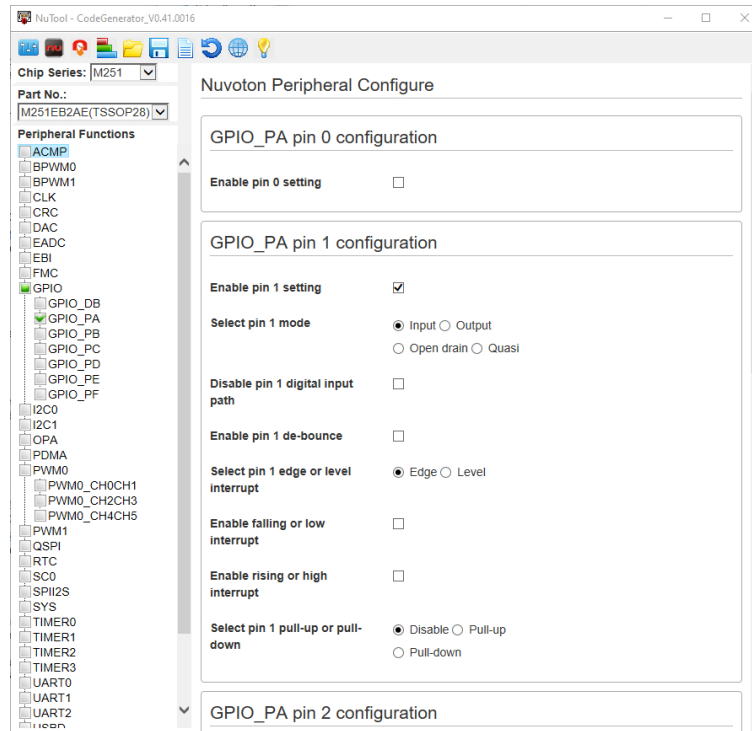 NuTool - CodeGenerator_V0.41.0016
nu
Chip Series: M251
Part No.:
M251EB2AE(TSSOP28)
Peripheral Functions
ACMP
BPWM0
BPWM1
CLK
CRC
DAC
EADC
EBI
FMC
GPIO
GPIO_DB
GPIO_PA
GPIO_PB
GPIO_PC
GPIO_PD
GPIO_PE
GPIO_PF
I2C0
I2C1
OPA
PDMA
PWM0
PWM0_CH0CH1
PWM0_CH2CH3
PWM0_CH4CH5
PWM1
QSPI
RTC
SC0
SPII2S
SYS
TIMER0
TIMER1
TIMER2
TIMER3
UART0
UART1
UART2
USBD
Nuvoton Peripheral Configure
GPIO_PA pin 0 configuration
Enable pin 0 setting
GPIO_PA pin 1 configuration
Enable pin 1 setting
Select pin 1 mode
Input Output
Open drain Quasi
Disable pin 1 digital input
path
Enable pin 1 de-bounce
Select pin 1 edge or level
interrupt
Edge Level
Enable falling or low
interrupt
Enable rising or high
interrupt
Select pin 1 pull-up or pull-
down
Disable Pull-up
Pull-down
GPIO_PA pin 2 configuration